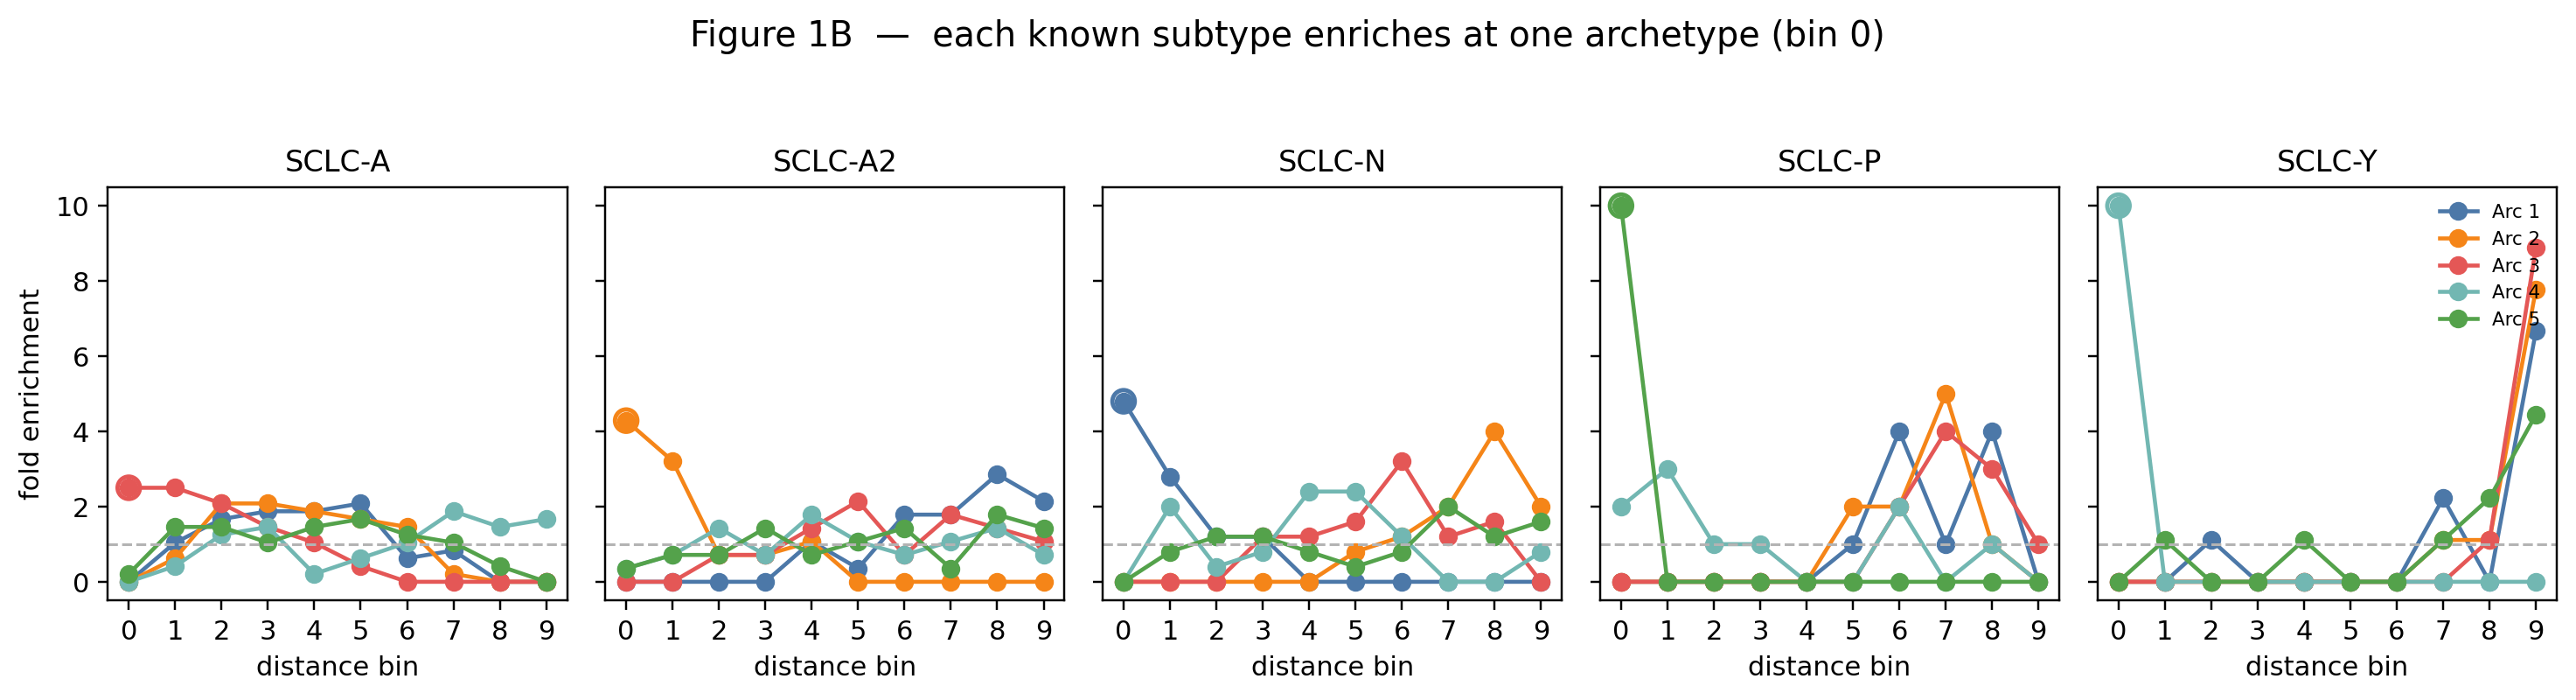 Figure 1B — each known subtype enriches at one archetype (bin 0)
SCLC-A
SCLC-A2
SCLC-N
SCLC-P
SCLC-Y
fold enrichment
10
8
6
4
2
0
Arc 1
Arc 2
Arc 3
Arc 4
Arc 5
0 1 2 3 4 5 6 7 8 9
0 1 2 3 4 5 6 7 8 9
0 1 2 3 4 5 6 7 8 9
0 1 2 3 4 5 6 7 8 9
0 1 2 3 4 5 6 7 8 9
distance bin
distance bin
distance bin
distance bin
distance bin